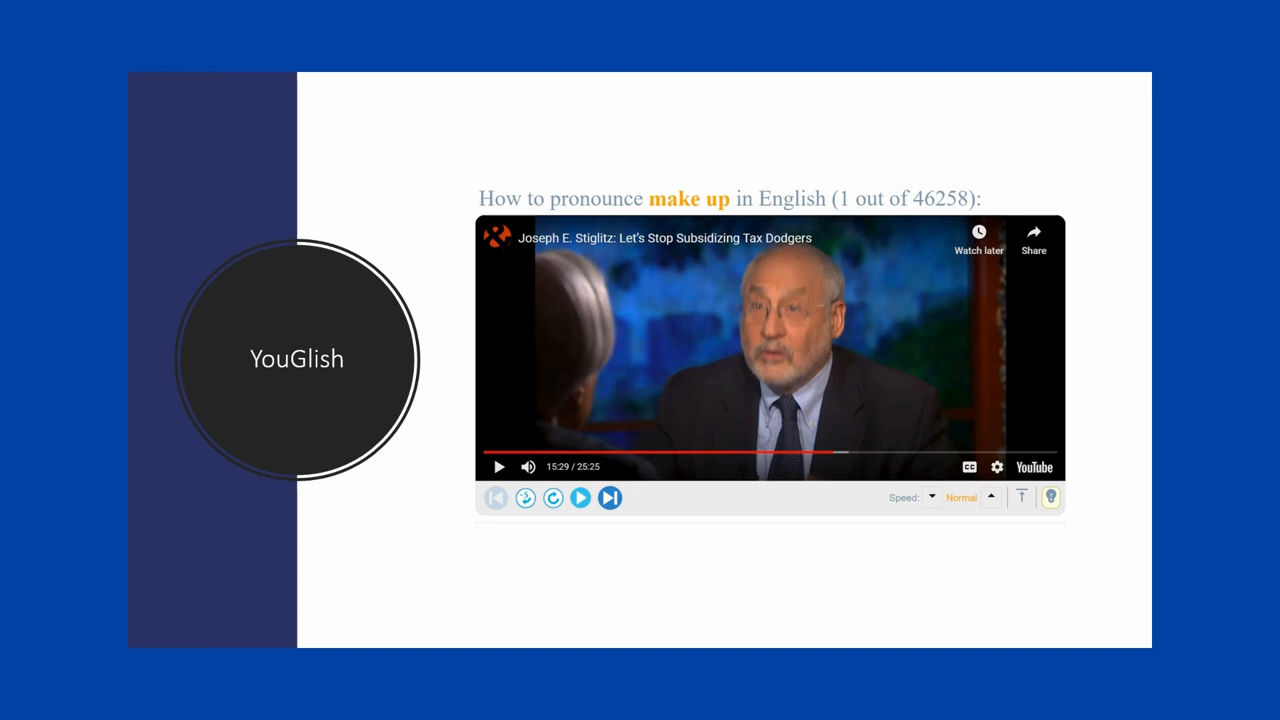 How to pronounce make up in English (1 out of 46258):
Joseph E. Stiglitz: Let's Stop Subsidizing Tax Dodgers
Watch later
Share
YouGlish
15:29 / 25:25
CC
YouTube
Speed:
Normal